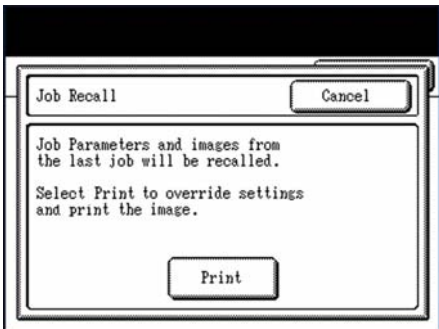 Job Recall
Cancel
Job Parameters and images from
the last job will be recalled.
Select Print to override settings
and print the image.
Print